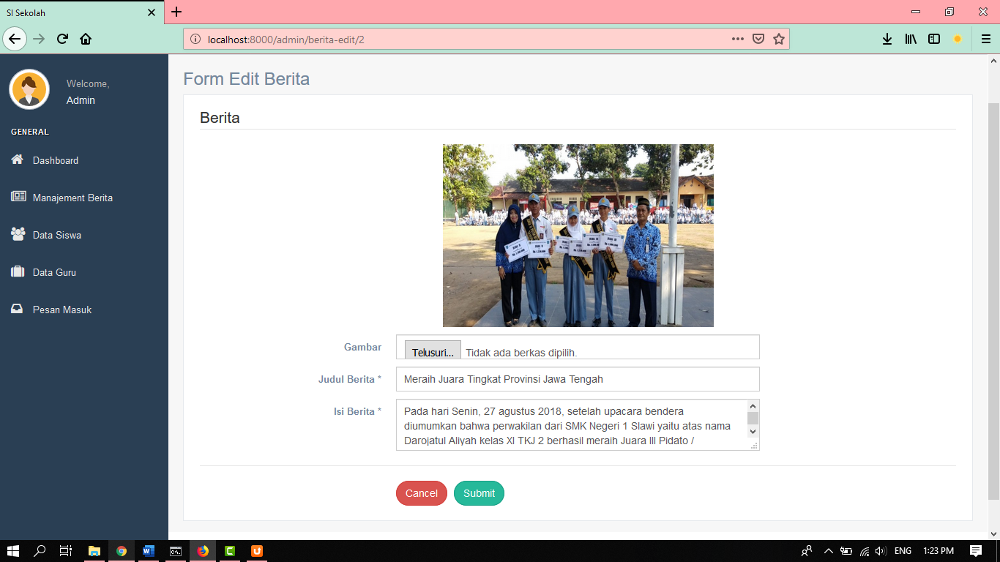 SI Sekolah
localhost:8000/admin/berita-edit/2
Welcome,
Admin
GENERAL
Dashboard
Manajement Berita
Data Siswa
Data Guru
Pesan Masuk
Form Edit Berita
Berita
Gambar
Telusuri... Tidak ada berkas dipilih.
Judul Berita *
Meraih Juara Tingkat Provinsi Jawa Tengah
Isi Berita *
Pada hari Senin, 27 agustus 2018, setelah upacara bendera
diumumkan bahwa perwakilan dari SMK Negeri 1 Slawi yaitu atas nama
Darojatul Aliyah kelas XI TKJ 2 berhasil meraih Juara III Pidato /
Cancel
Submit
ENG
1:23 PM